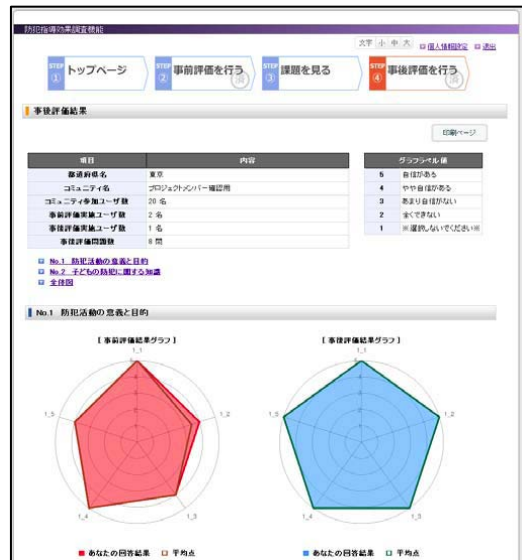 防犯指導効果調査機能
文字 小 中 大 個人情報設定 退出
STEP ① トップページ STEP ② 事前評価を行う 済 STEP ③ 課題を見る STEP ④ 事後評価を行う 済
事後評価結果
印刷ページ
項目 内容 グラフラベル値
都道府県名 東京 5 自信がある
コミュニティ名 プロジェクトメンバー確認用 4 やや自信がある
コミュニティ参加ユーザ数 20 名 3 あまり自信がない
事前評価実施ユーザ数 2 名 2 全くできない
事後評価実施ユーザ数 1 名 1 ※選択しないでください※
事後評価問題数 8 問
No.1 防犯活動の意義と目的
No.2 子どもの防犯に関する知識
全体図
No.1 防犯活動の意義と目的
【 事前評価結果グラフ 】 【 事後評価結果グラフ 】
1_1 1_1
1_5 1_2 1_5 1_2
1_4 1_3 1_4 1_3
あなたの回答結果 平均点 あなたの回答結果 平均点